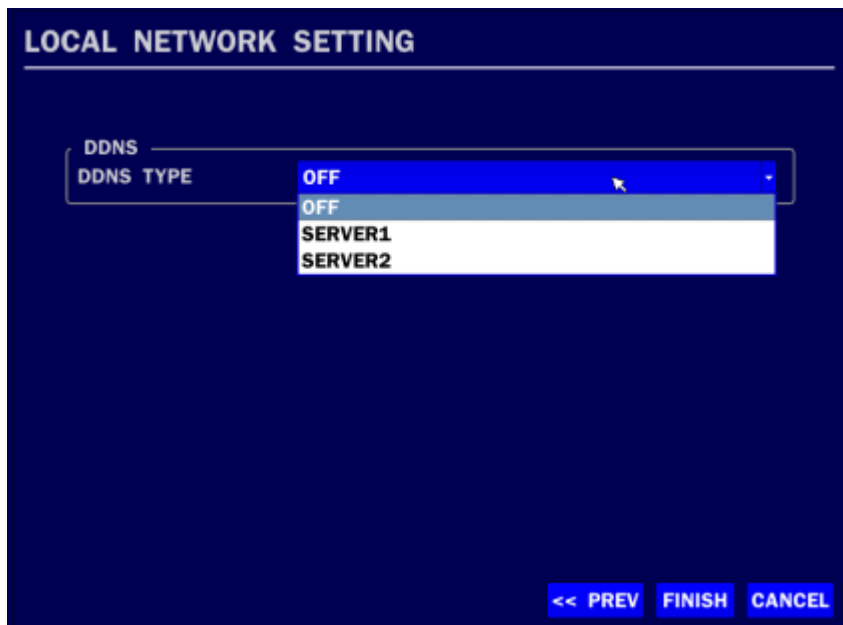 LOCAL NETWORK SETTING
DDNS
DDNS TYPE OFF
OFF
SERVER1
SERVER2
<< PREV FINISH CANCEL